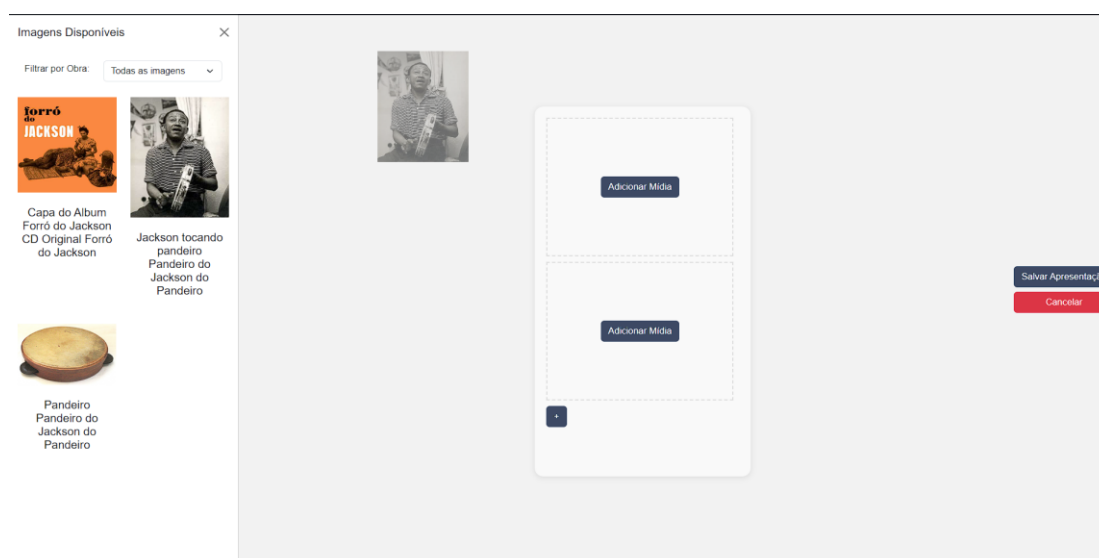 Imagens Disponíveis
Filtrar por Obra:
Todas as imagens
forró
do
JACKSON
Capa do Album
Forró do Jackson
CD Original Forró
do Jackson
Jackson tocando
pandeiro
Pandeiro do
Jackson do
Pandeiro
Pandeiro
Pandeiro do
Jackson do
Pandeiro
Adicionar Mídia
Adicionar Mídia
+
Salvar Apresentaçã
Cancelar